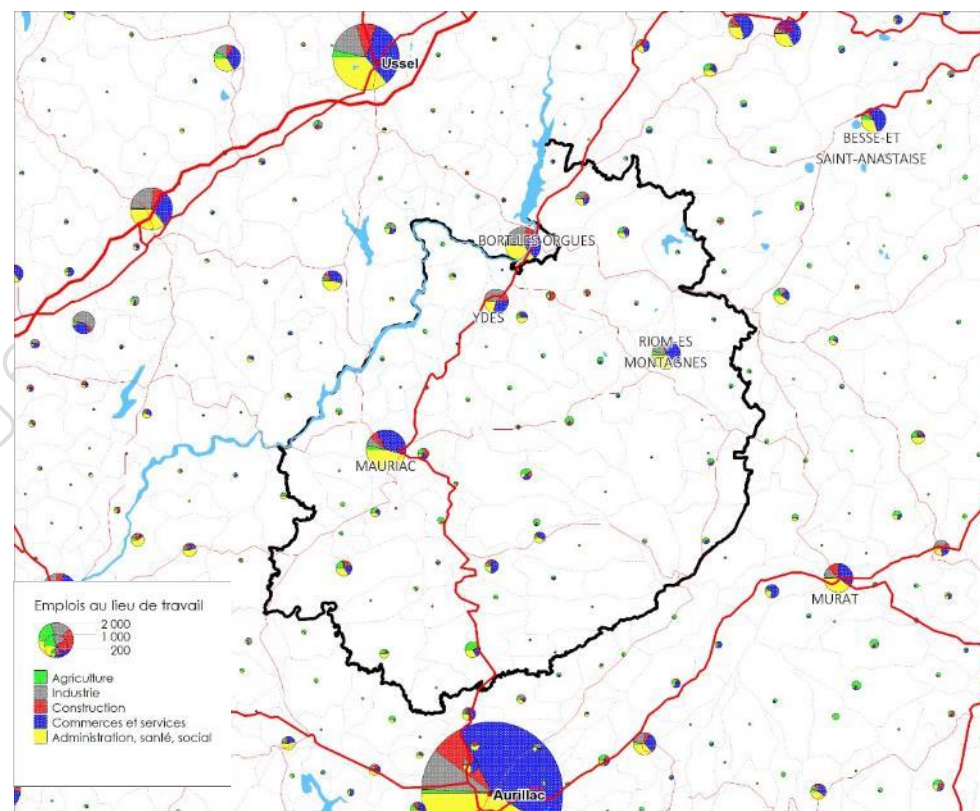 Ussel
BESSE-ET
SAINT-ANASTAISE
BORT-LES-ORGUES
YDES
RIOM-ES
MONTAGNES
MAURIAC
MURAT
Aurillac
Emplois au lieu de travail
2 000
1 000
200
Agriculture
Industrie
Construction
Commerces et services
Administration, santé, social